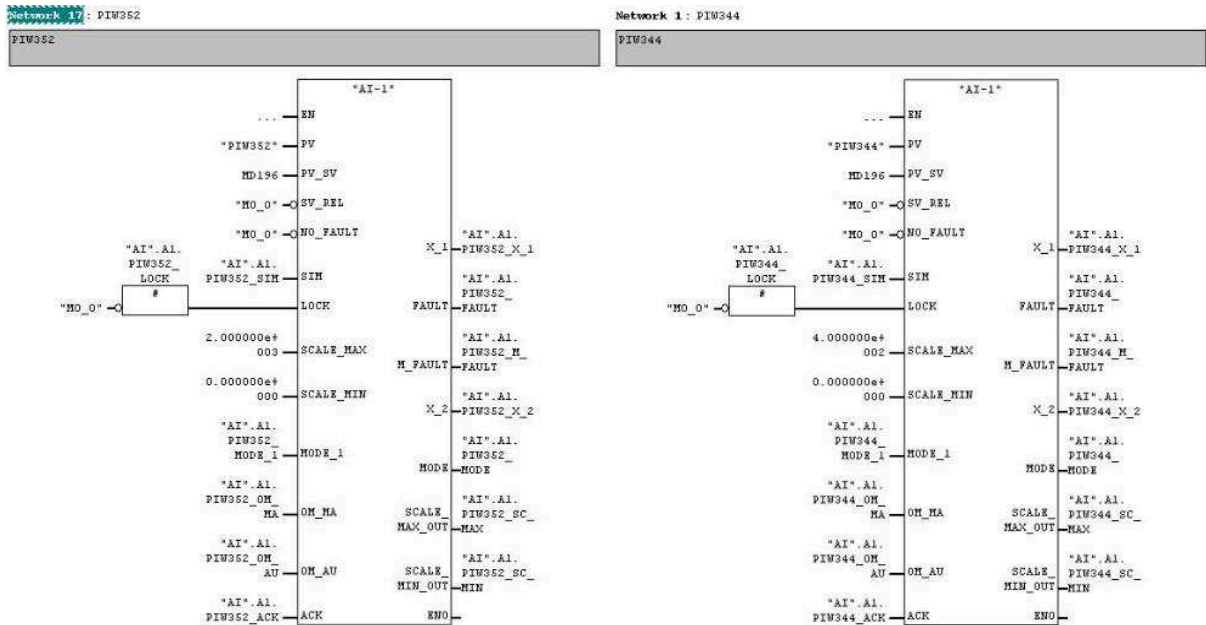 Network 17: PIW352
PIW352
"AI-1"
... EN
"PIW352" PV
MD196 PV_SV
"M0_0" SV_REL
"M0_0" NO_FAULT
"AI".A1.
PIW352_
LOCK
#
"M0_0"
"AI".A1.
PIW352_SIM SIM
LOCK
2.000000e+
003 SCALE_MAX
0.000000e+
000 SCALE_MIN
"AI".A1.
PIW352_
MODE_1 MODE_1
"AI".A1.
PIW352_OM_
MA OM_MA
"AI".A1.
PIW352_OM_
AU OM_AU
"AI".A1.
PIW352_ACK ACK
"AI".A1.
X_1 PIW352_X_1
"AI".A1.
PIW352_
FAULT FAULT
"AI".A1.
PIW352_M_
M_FAULT FAULT
"AI".A1.
X_2 PIW352_X_2
"AI".A1.
PIW352_
MODE MODE
"AI".A1.
SCALE_ PIW352_SC_
MAX_OUT MAX
"AI".A1.
SCALE_ PIW352_SC_
MIN_OUT MIN
ENO
Network 1: PIW344
PIW344
"AI-1"
... EN
"PIW344" PV
MD196 PV_SV
"M0_0" SV_REL
"M0_0" NO_FAULT
"AI".A1.
PIW344_
LOCK
#
"M0_0"
"AI".A1.
PIW344_SIM SIM
LOCK
4.000000e+
002 SCALE_MAX
0.000000e+
000 SCALE_MIN
"AI".A1.
PIW344_
MODE_1 MODE_1
"AI".A1.
PIW344_OM_
MA OM_MA
"AI".A1.
PIW344_OM_
AU OM_AU
"AI".A1.
PIW344_ACK ACK
"AI".A1.
X_1 PIW344_X_1
"AI".A1.
PIW344_
FAULT FAULT
"AI".A1.
PIW344_M_
M_FAULT FAULT
"AI".A1.
X_2 PIW344_X_2
"AI".A1.
PIW344_
MODE MODE
"AI".A1.
SCALE_ PIW344_SC_
MAX_OUT MAX
"AI".A1.
SCALE_ PIW344_SC_
MIN_OUT MIN
ENO